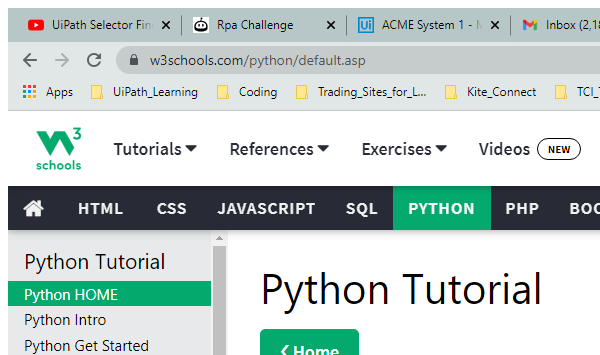 UiPath Selector Fin
Rpa Challenge
ACME System 1 - M
Inbox (2,18
w3schools.com/python/default.asp
Apps
UiPath_Learning
Coding
Trading_Sites_for_L...
Kite_Connect
TCI_T
W3
schools
Tutorials
References
Exercises
Videos
NEW
HTML
CSS
JAVASCRIPT
SQL
PYTHON
PHP
BOO
Python Tutorial
Python HOME
Python Intro
Python Get Started
Python Tutorial
❮ Home